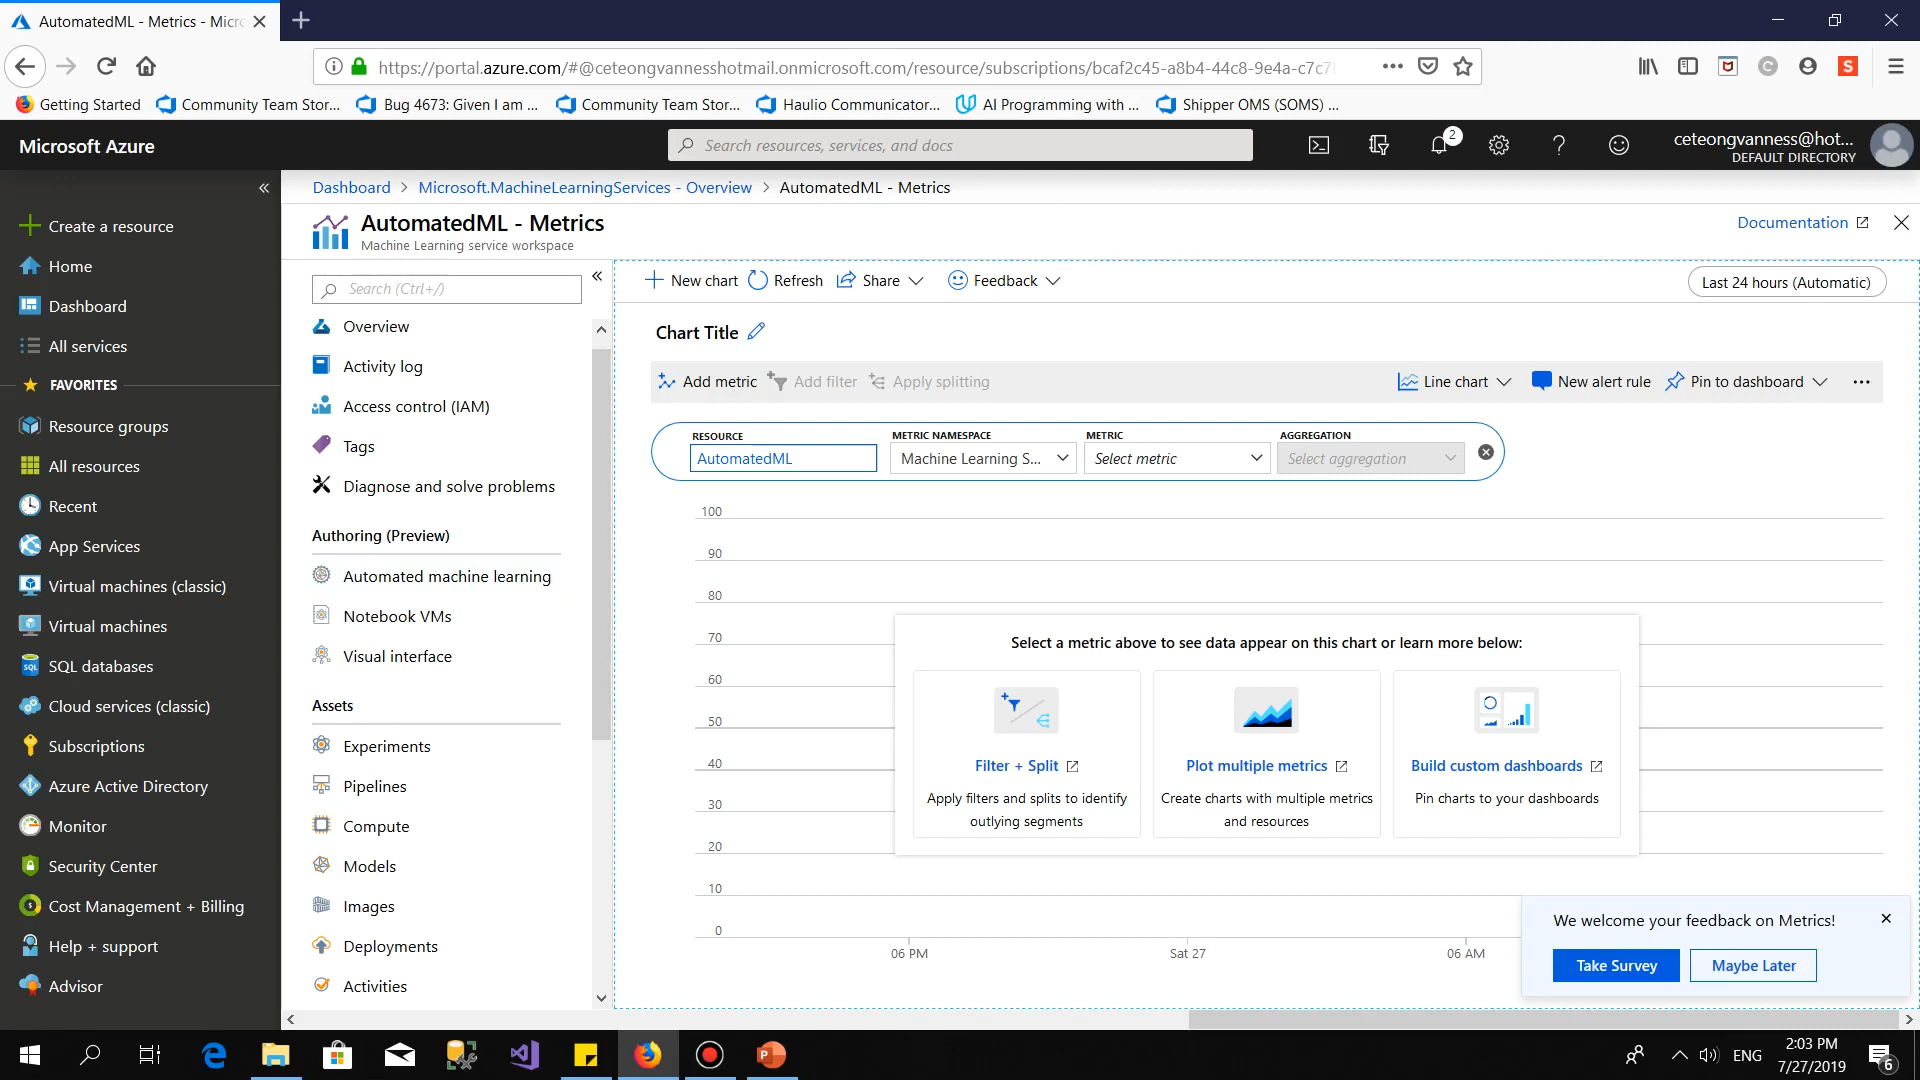 AutomatedML - Metrics - Micr
https://portal.azure.com/#@ceteongvannesshotmail.onmicrosoft.com/resource/subscriptions/bcaf2c45-a8b4-44c8-9e4a-c7c7
Getting Started
Community Team Stor...
Bug 4673: Given I am ...
Community Team Stor...
Haulio Communicator...
AI Programming with ...
Shipper OMS (SOMS) ...
Microsoft Azure
Search resources, services, and docs
2
ceteongvanness@hot...
DEFAULT DIRECTORY
Dashboard > Microsoft.MachineLearningServices - Overview > AutomatedML - Metrics
Create a resource
Home
Dashboard
All services
FAVORITES
Resource groups
All resources
Recent
App Services
Virtual machines (classic)
Virtual machines
SQL databases
Cloud services (classic)
Subscriptions
Azure Active Directory
Monitor
Security Center
Cost Management + Billing
Help + support
Advisor
AutomatedML - Metrics
Machine Learning service workspace
Documentation
Search (Ctrl+/)
Overview
Activity log
Access control (IAM)
Tags
Diagnose and solve problems
Authoring (Preview)
Automated machine learning
Notebook VMs
Visual interface
Assets
Experiments
Pipelines
Compute
Models
Images
Deployments
Activities
New chart
Refresh
Share
Feedback
Last 24 hours (Automatic)
Chart Title
Add metric
Add filter
Apply splitting
Line chart
New alert rule
Pin to dashboard
RESOURCE
AutomatedML
METRIC NAMESPACE
Machine Learning S...
METRIC
Select metric
AGGREGATION
Select aggregation
100
90
80
70
60
50
40
30
20
10
0
06 PM
Sat 27
06 AM
Select a metric above to see data appear on this chart or learn more below:
Filter + Split
Apply filters and splits to identify
outlying segments
Plot multiple metrics
Create charts with multiple metrics
and resources
Build custom dashboards
Pin charts to your dashboards
We welcome your feedback on Metrics!
Take Survey
Maybe Later
ENG
2:03 PM
7/27/2019
6